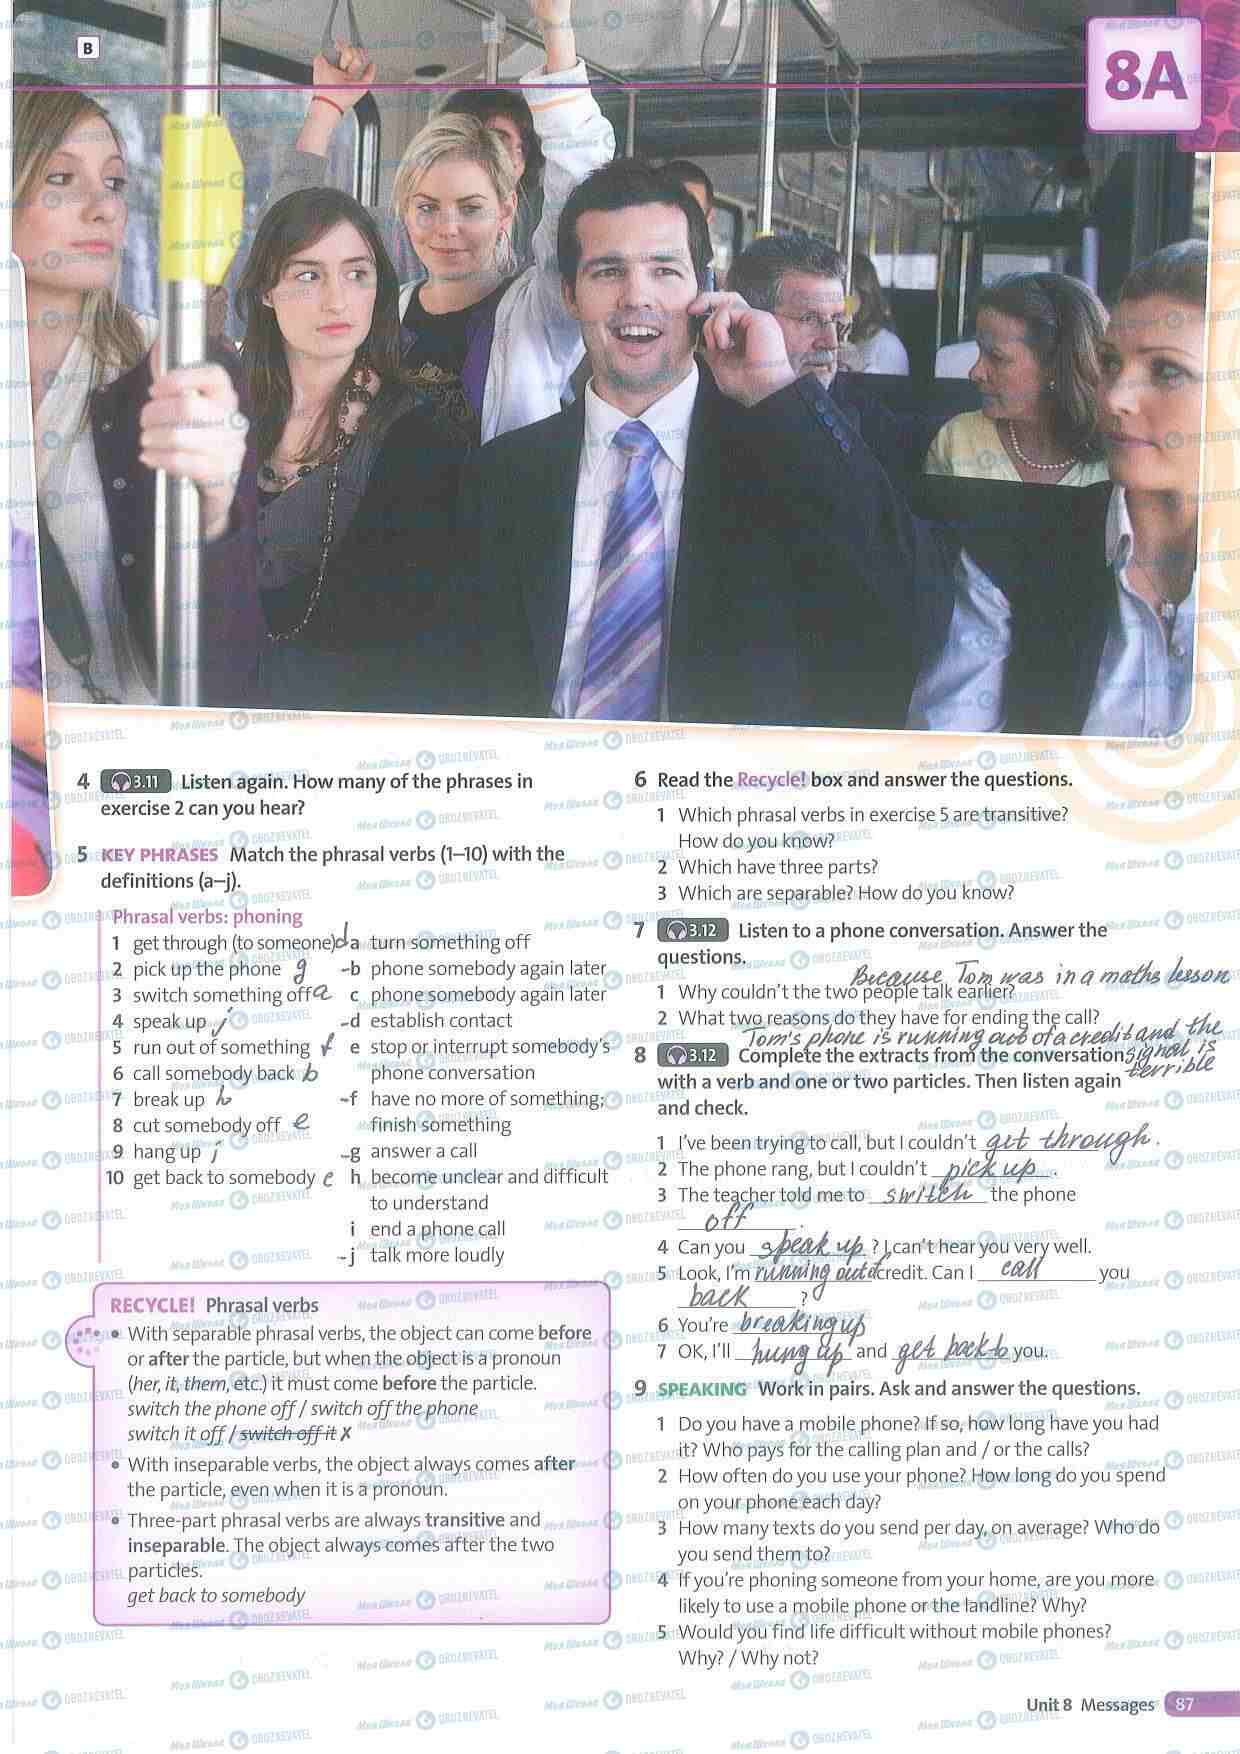 B
8A
4 3.11 Listen again. How many of the phrases in
exercise 2 can you hear?
5 KEY PHRASES Match the phrasal verbs (1–10) with the
definitions (a–j).
Phrasal verbs: phoning
1 get through (to someone) d
2 pick up the phone g
3 switch something off a
4 speak up j
5 run out of something f
6 call somebody back b
7 break up h
8 cut somebody off e
9 hang up j
10 get back to somebody c
a turn something off
-b phone somebody again later
c phone somebody again later
-d establish contact
e stop or interrupt somebody's
phone conversation
-f have no more of something;
finish something
-g answer a call
h become unclear and difficult
to understand
i end a phone call
-j talk more loudly
RECYCLE! Phrasal verbs
• With separable phrasal verbs, the object can come before
or after the particle, but when the object is a pronoun
(her, it, them, etc.) it must come before the particle.
switch the phone off / switch off the phone
switch it off / switch off it ✗
• With inseparable verbs, the object always comes after
the particle, even when it is a pronoun.
• Three-part phrasal verbs are always transitive and
inseparable. The object always comes after the two
particles.
get back to somebody
6 Read the Recycle! box and answer the questions.
1 Which phrasal verbs in exercise 5 are transitive?
How do you know?
2 Which have three parts?
3 Which are separable? How do you know?
7 3.12 Listen to a phone conversation. Answer the
questions.
Because Tom was in a maths lesson
1 Why couldn't the two people talk earlier?
2 What two reasons do they have for ending the call?
Tom's phone is running out of a credit and the
signal is
terrible
8 3.12 Complete the extracts from the conversation
with a verb and one or two particles. Then listen again
and check.
1 I've been trying to call, but I couldn't get through.
2 The phone rang, but I couldn't pick up.
3 The teacher told me to switch the phone
off.
4 Can you speak up? I can't hear you very well.
5 Look, I'm running out of credit. Can I call you
back?
6 You're breaking up
7 OK, I'll hung up and get back to you.
9 SPEAKING Work in pairs. Ask and answer the questions.
1 Do you have a mobile phone? If so, how long have you had
it? Who pays for the calling plan and / or the calls?
2 How often do you use your phone? How long do you spend
on your phone each day?
3 How many texts do you send per day, on average? Who do
you send them to?
4 If you're phoning someone from your home, are you more
likely to use a mobile phone or the landline? Why?
5 Would you find life difficult without mobile phones?
Why? / Why not?
Unit 8 Messages 87
Моя Школа OBOZREVATEL